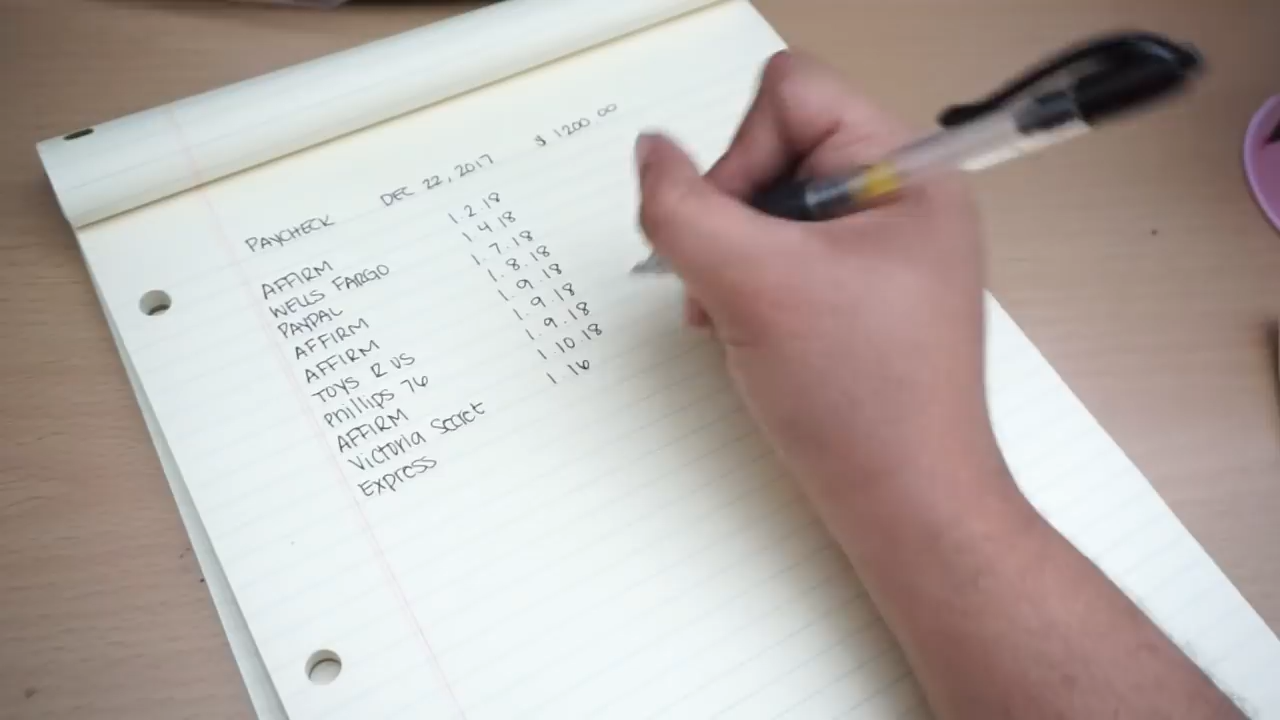 PAYCHECK DEC 22, 2017 $1200.00
AFFIRM 1.2.18
WELLS FARGO 1.4.18
PAYPAL 1.7.18
AFFIRM 1.8.18
AFFIRM 1.9.18
TOYS R US 1.9.18
Phillips 76 1.9.18
AFFIRM 1.10.18
Victoria Secret 1.16
Express